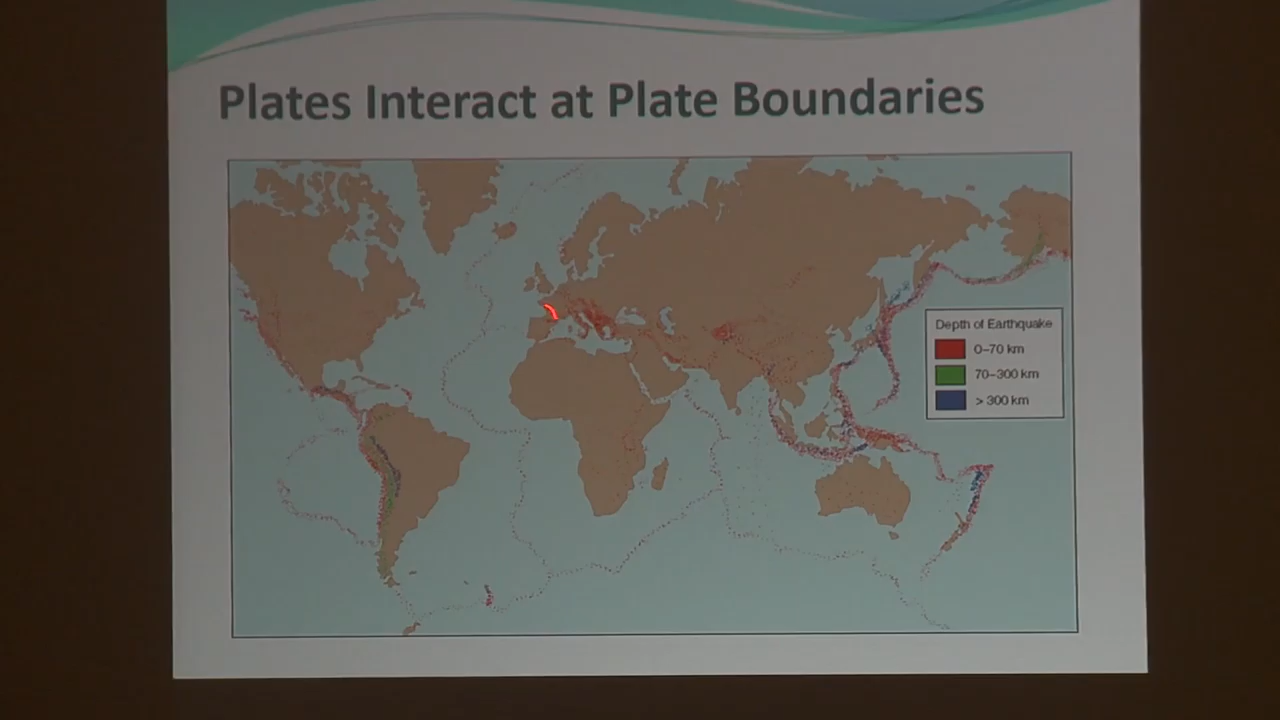 Plates Interact at Plate Boundaries
Depth of Earthquake
0–70 km
70–300 km
> 300 km